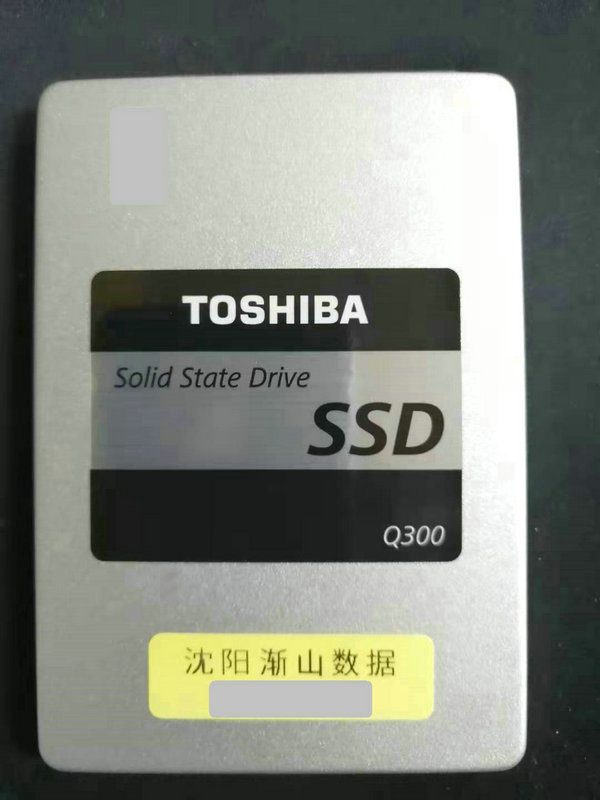 TOSHIBA
Solid State Drive
SSD
Q300
沈阳渐山数据